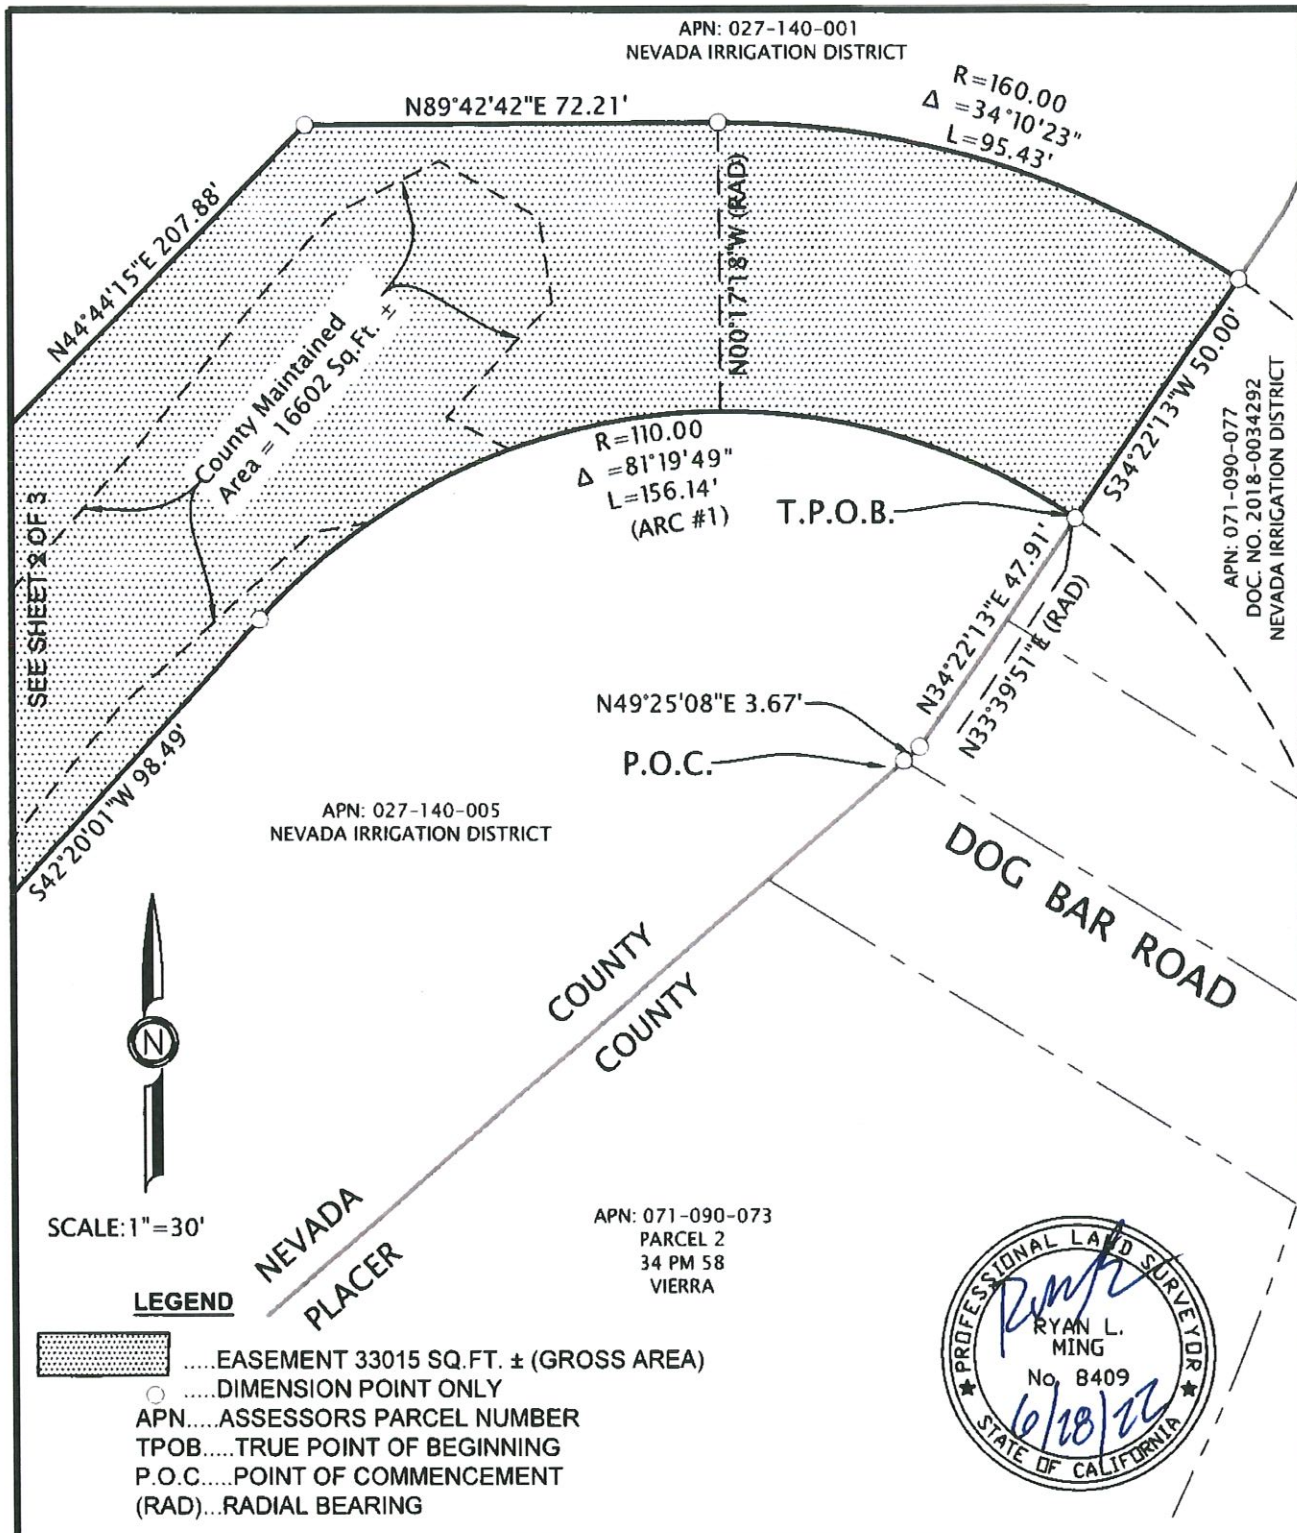 APN: 027-140-001
NEVADA IRRIGATION DISTRICT
R=160.00
Δ =34°10'23"
L=95.43'
N89°42'42"E 72.21'
N44°44'15"E 207.88'
N00°17'18"W (RAD)
County Maintained
Area = 16602 Sq.Ft. ±
R=110.00
Δ =81°19'49"
L=156.14'
(ARC #1)
T.P.O.B.
S34°22'13"W 50.00'
APN: 071-090-077
DOC. NO. 2018-0034292
NEVADA IRRIGATION DISTRICT
SEE SHEET 2 OF 3
N34°22'13"E 47.91'
N33°39'51"E (RAD)
N49°25'08"E 3.67'
P.O.C.
S42°20'01"W 98.49'
APN: 027-140-005
NEVADA IRRIGATION DISTRICT
DOG BAR ROAD
NEVADA COUNTY
PLACER COUNTY
N
SCALE:1"=30'
APN: 071-090-073
PARCEL 2
34 PM 58
VIERRA
LEGEND
.....EASEMENT 33015 SQ.FT. ± (GROSS AREA)
.....DIMENSION POINT ONLY
APN.....ASSESSORS PARCEL NUMBER
TPOB.....TRUE POINT OF BEGINNING
P.O.C.....POINT OF COMMENCEMENT
(RAD)...RADIAL BEARING
PROFESSIONAL LAND SURVEYOR
RYAN L.
MING
No. 8409
6/28/22
STATE OF CALIFORNIA